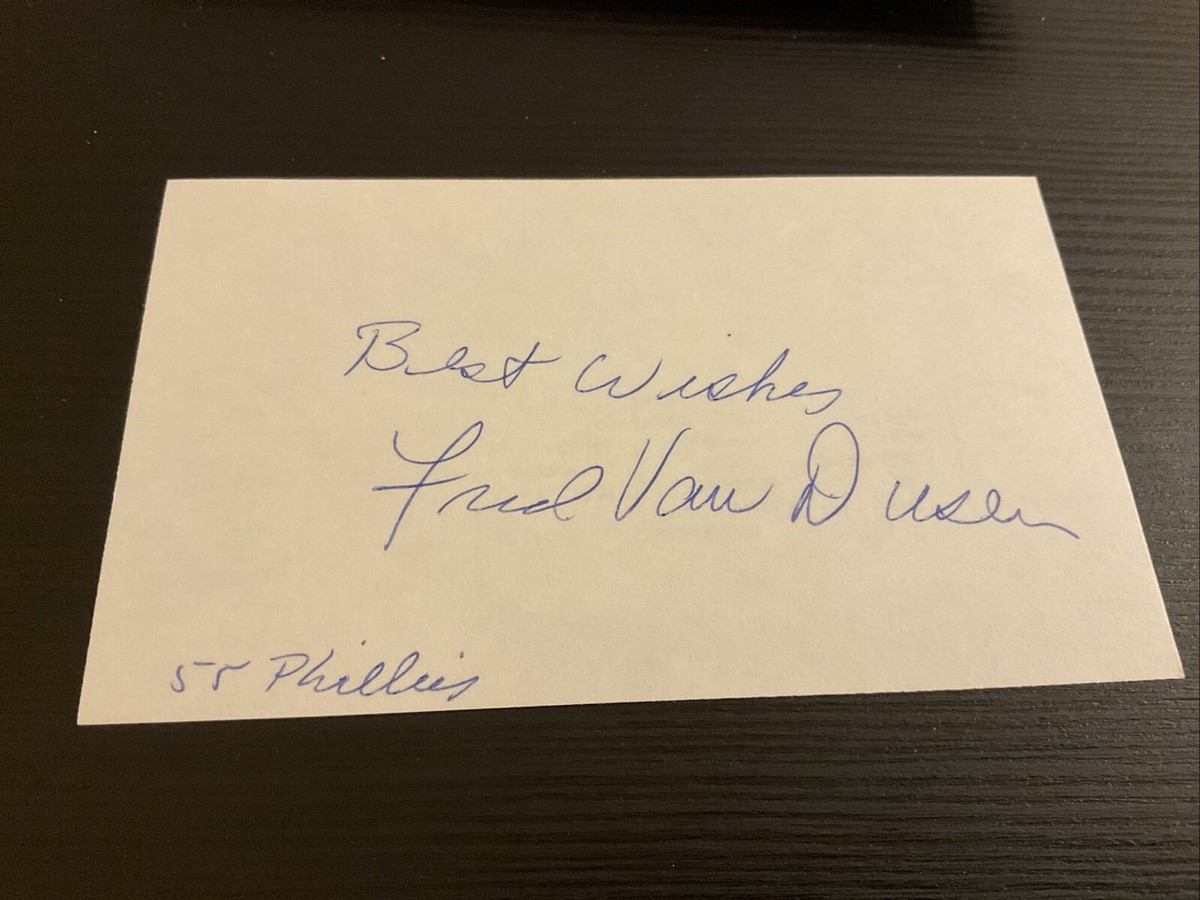 Best Wishes
Fred Van Dusen
55 Phillies